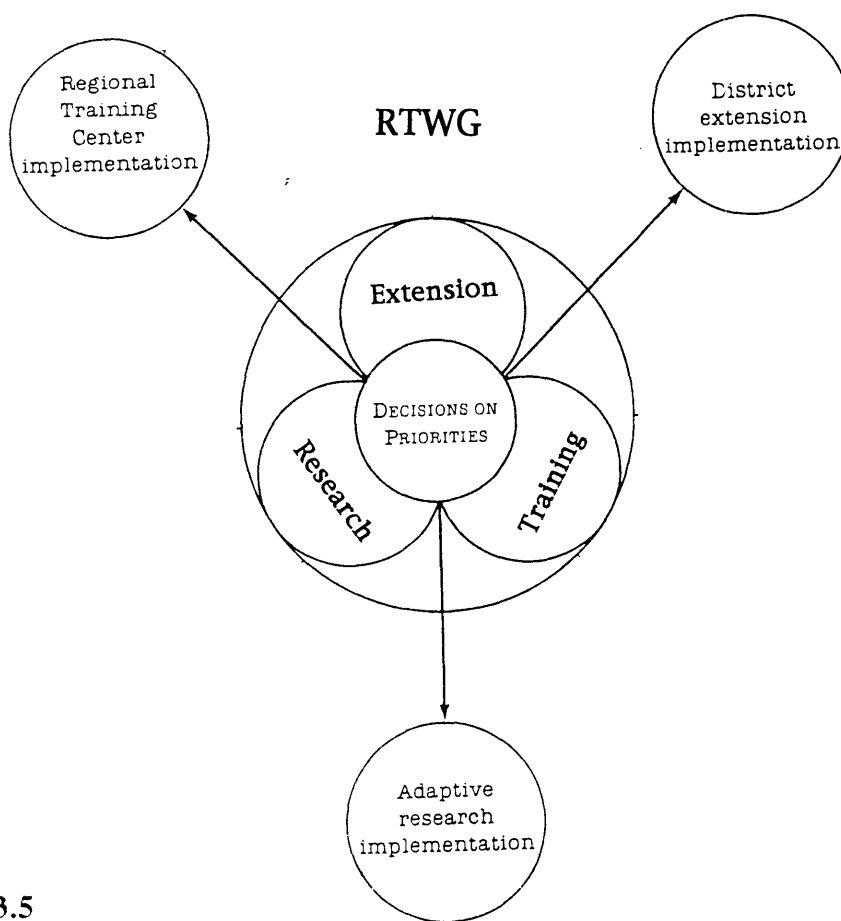 Regional
Training
Center
implementation
RTWG
District
extension
implementation
Extension
DECISIONS ON
PRIORITIES
Research
Training
Adaptive
research
implementation
3.5